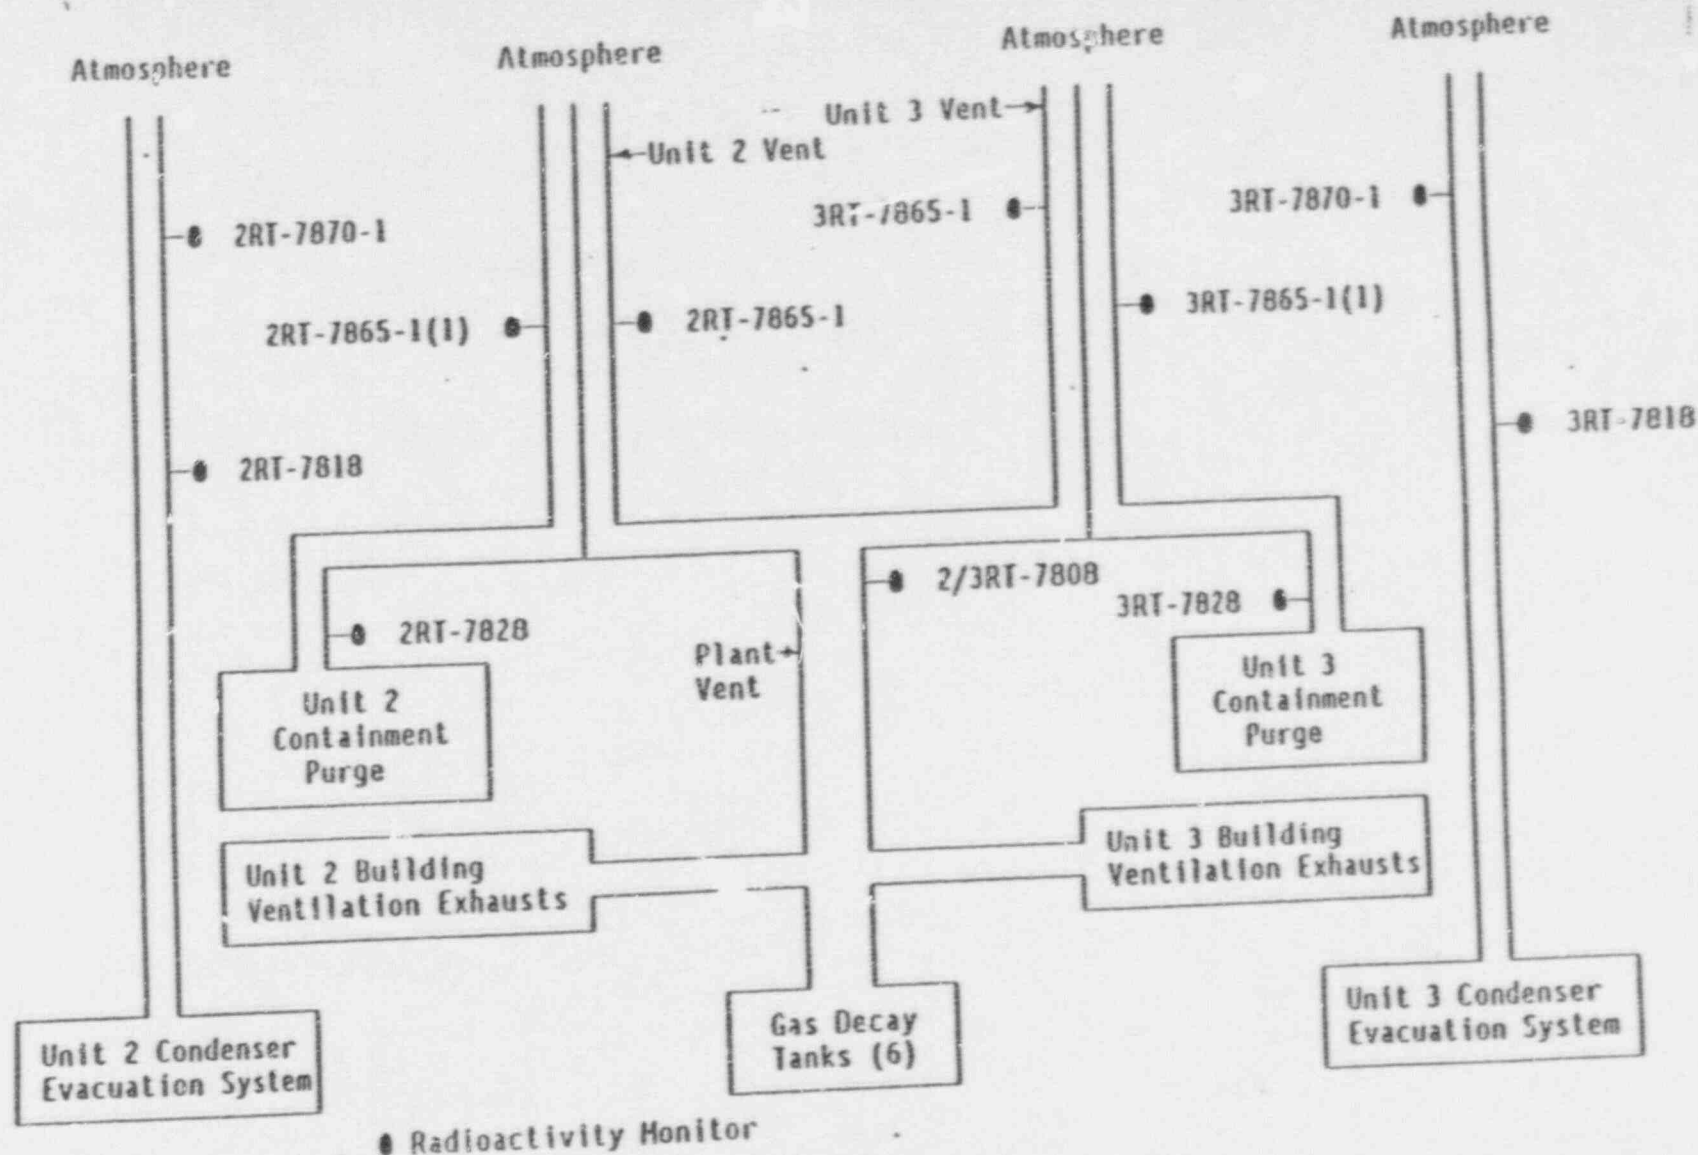 Atmosphere
Atmosphere
Atmosphere
Atmosphere
Unit 3 Vent
Unit 2 Vent
2RT-7870-1
3RT-7865-1
3RT-7870-1
2RT-7865-1(1)
2RT-7865-1
3RT-7865-1(1)
2RT-7818
3RT-7818
2/3RT-7808
3RT-7828
2RT-7828
Plant
Vent
Unit 2
Containment
Purge
Unit 3
Containment
Purge
Unit 2 Building
Ventilation Exhausts
Unit 3 Building
Ventilation Exhausts
Unit 2 Condenser
Evacuation System
Gas Decay
Tanks (6)
Unit 3 Condenser
Evacuation System
Radioactivity Monitor